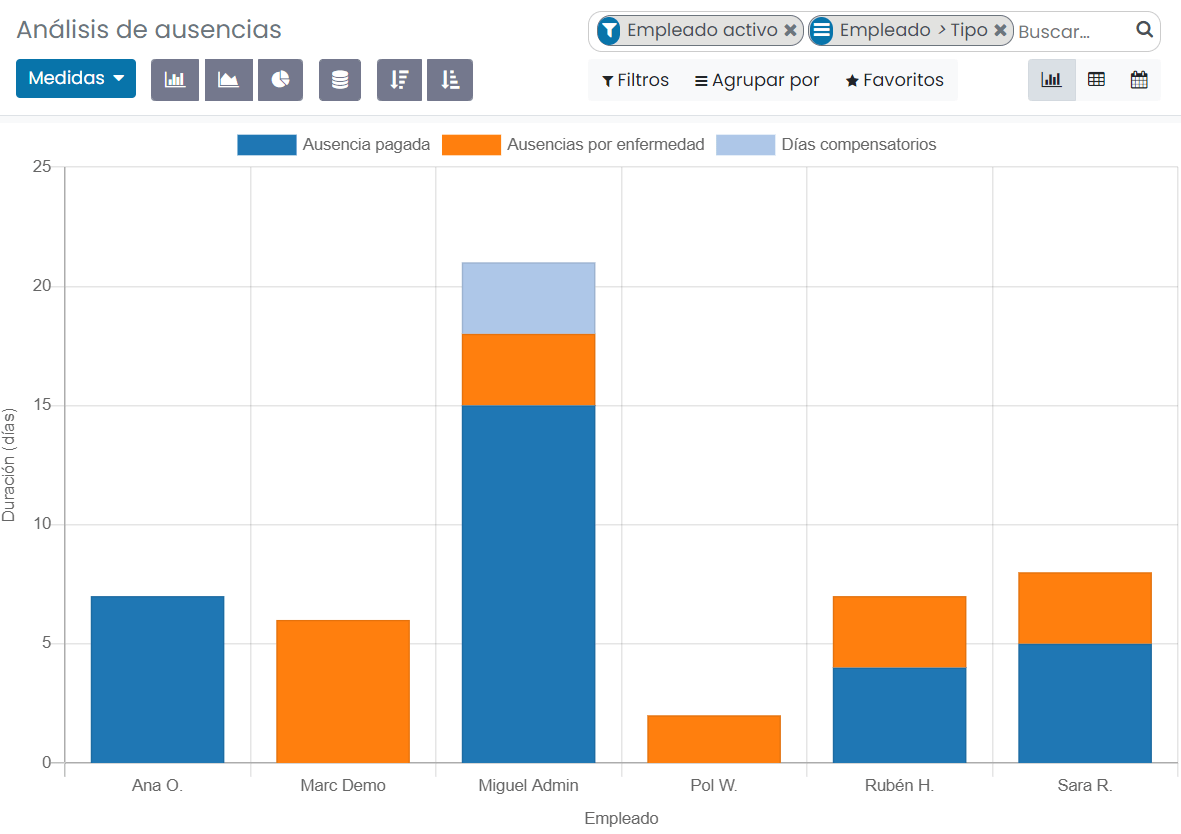 Análisis de ausencias
Empleado activo Empleado > Tipo Buscar...
Medidas Filtros Agrupar por Favoritos
Ausencia pagada Ausencias por enfermedad Días compensatorios
25
20
15
10
5
0
Duración (días)
Ana O. Marc Demo Miguel Admin Pol W. Rubén H. Sara R.
Empleado